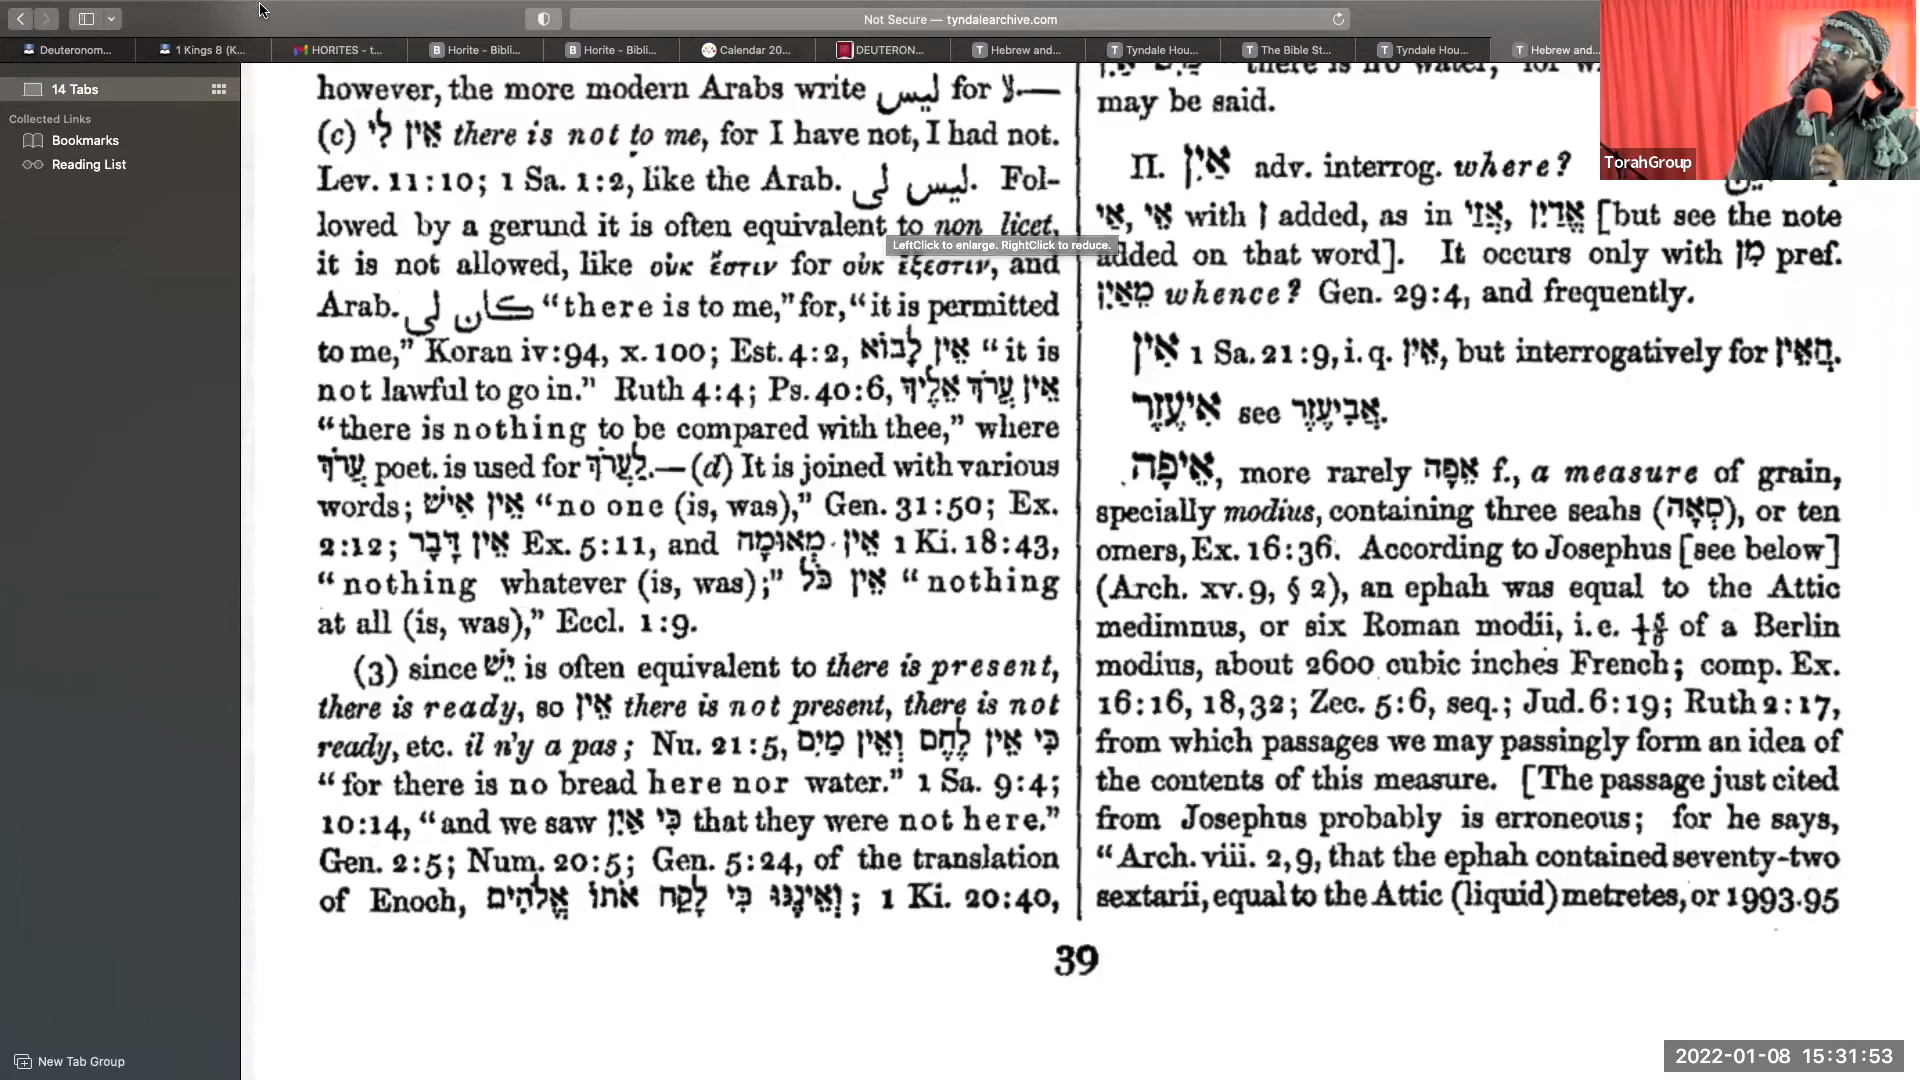 Not Secure — tyndalearchive.com
Deuteronom...
1 Kings 8 (K...
HORITES - t...
Horite - Bibli...
Horite - Bibli...
Calendar 20...
DEUTERON...
Hebrew and...
Tyndale Hou...
The Bible St...
Tyndale Hou...
Hebrew and...
14 Tabs
Collected Links
Bookmarks
Reading List
New Tab Group
TorahGroup
however, the more modern Arabs write ليس for لا.—
(c) אֵין לִי there is not to me, for I have not, I had not.
Lev. 11:10; 1 Sa. 1:2, like the Arab. ليس لى. Fol-
lowed by a gerund it is often equivalent to non licet,
LeftClick to enlarge. RightClick to reduce.
it is not allowed, like οὐκ ἔστιν for οὐκ ἔξεστιν, and
Arab. كان لى “there is to me,” for, “it is permitted
to me,” Koran iv:94, x. 100; Est. 4:2, אֵין לָבוֹא “it is
not lawful to go in.” Ruth 4:4; Ps. 40:6, אֵין עֲרֹךְ אֵלֶיךָ
“there is nothing to be compared with thee,” where
עֲרֹךְ poet. is used for לַעֲרֹךְ.—(d) It is joined with various
words; אֵין אִישׁ “no one (is, was),” Gen. 31:50; Ex.
2:12; אֵין דָּבָר Ex. 5:11, and אֵין מְאוּמָה 1 Ki. 18:43,
“nothing whatever (is, was);” אֵין כֹּל “nothing
at all (is, was),” Eccl. 1:9.
(3) since יֵשׁ is often equivalent to there is present,
there is ready, so אֵין there is not present, there is not
ready, etc. il n'y a pas; Nu. 21:5, כִּי אֵין לֶחֶם וְאֵין מַיִם
“for there is no bread here nor water.” 1 Sa. 9:4;
10:14, “and we saw כִּי אַיִן that they were not here.”
Gen. 2:5; Num. 20:5; Gen. 5:24, of the translation
of Enoch, וְאֵינֶנּוּ כִּי לָקַח אֹתוֹ אֱלֹהִים; 1 Ki. 20:40,
may be said.
II. אַיִן adv. interrog. where?
אַי, אֵי with ן added, as in אֲזַי, אֲדַיִן [but see the note
added on that word]. It occurs only with מִן pref.
מֵאַיִן whence? Gen. 29:4, and frequently.
אִין 1 Sa. 21:9, i. q. אֵין, but interrogatively for הַאֵין.
אִיעֶזֶר see אֲבִיעֶזֶר.
אֵיפָה, more rarely אֵפָה f., a measure of grain,
specially modius, containing three seahs (סְאָה), or ten
omers, Ex. 16:36. According to Josephus [see below]
(Arch. xv. 9, § 2), an ephah was equal to the Attic
medimnus, or six Roman modii, i.e. of a Berlin
modius, about 2600 cubic inches French; comp. Ex.
16:16, 18, 32; Zec. 5:6, seq.; Jud. 6:19; Ruth 2:17,
from which passages we may passingly form an idea of
the contents of this measure. [The passage just cited
from Josephus probably is erroneous; for he says,
“Arch. viii. 2, 9, that the ephah contained seventy-two
sextarii, equal to the Attic (liquid) metretes, or 1993·95
39
2022-01-08 15:31:53